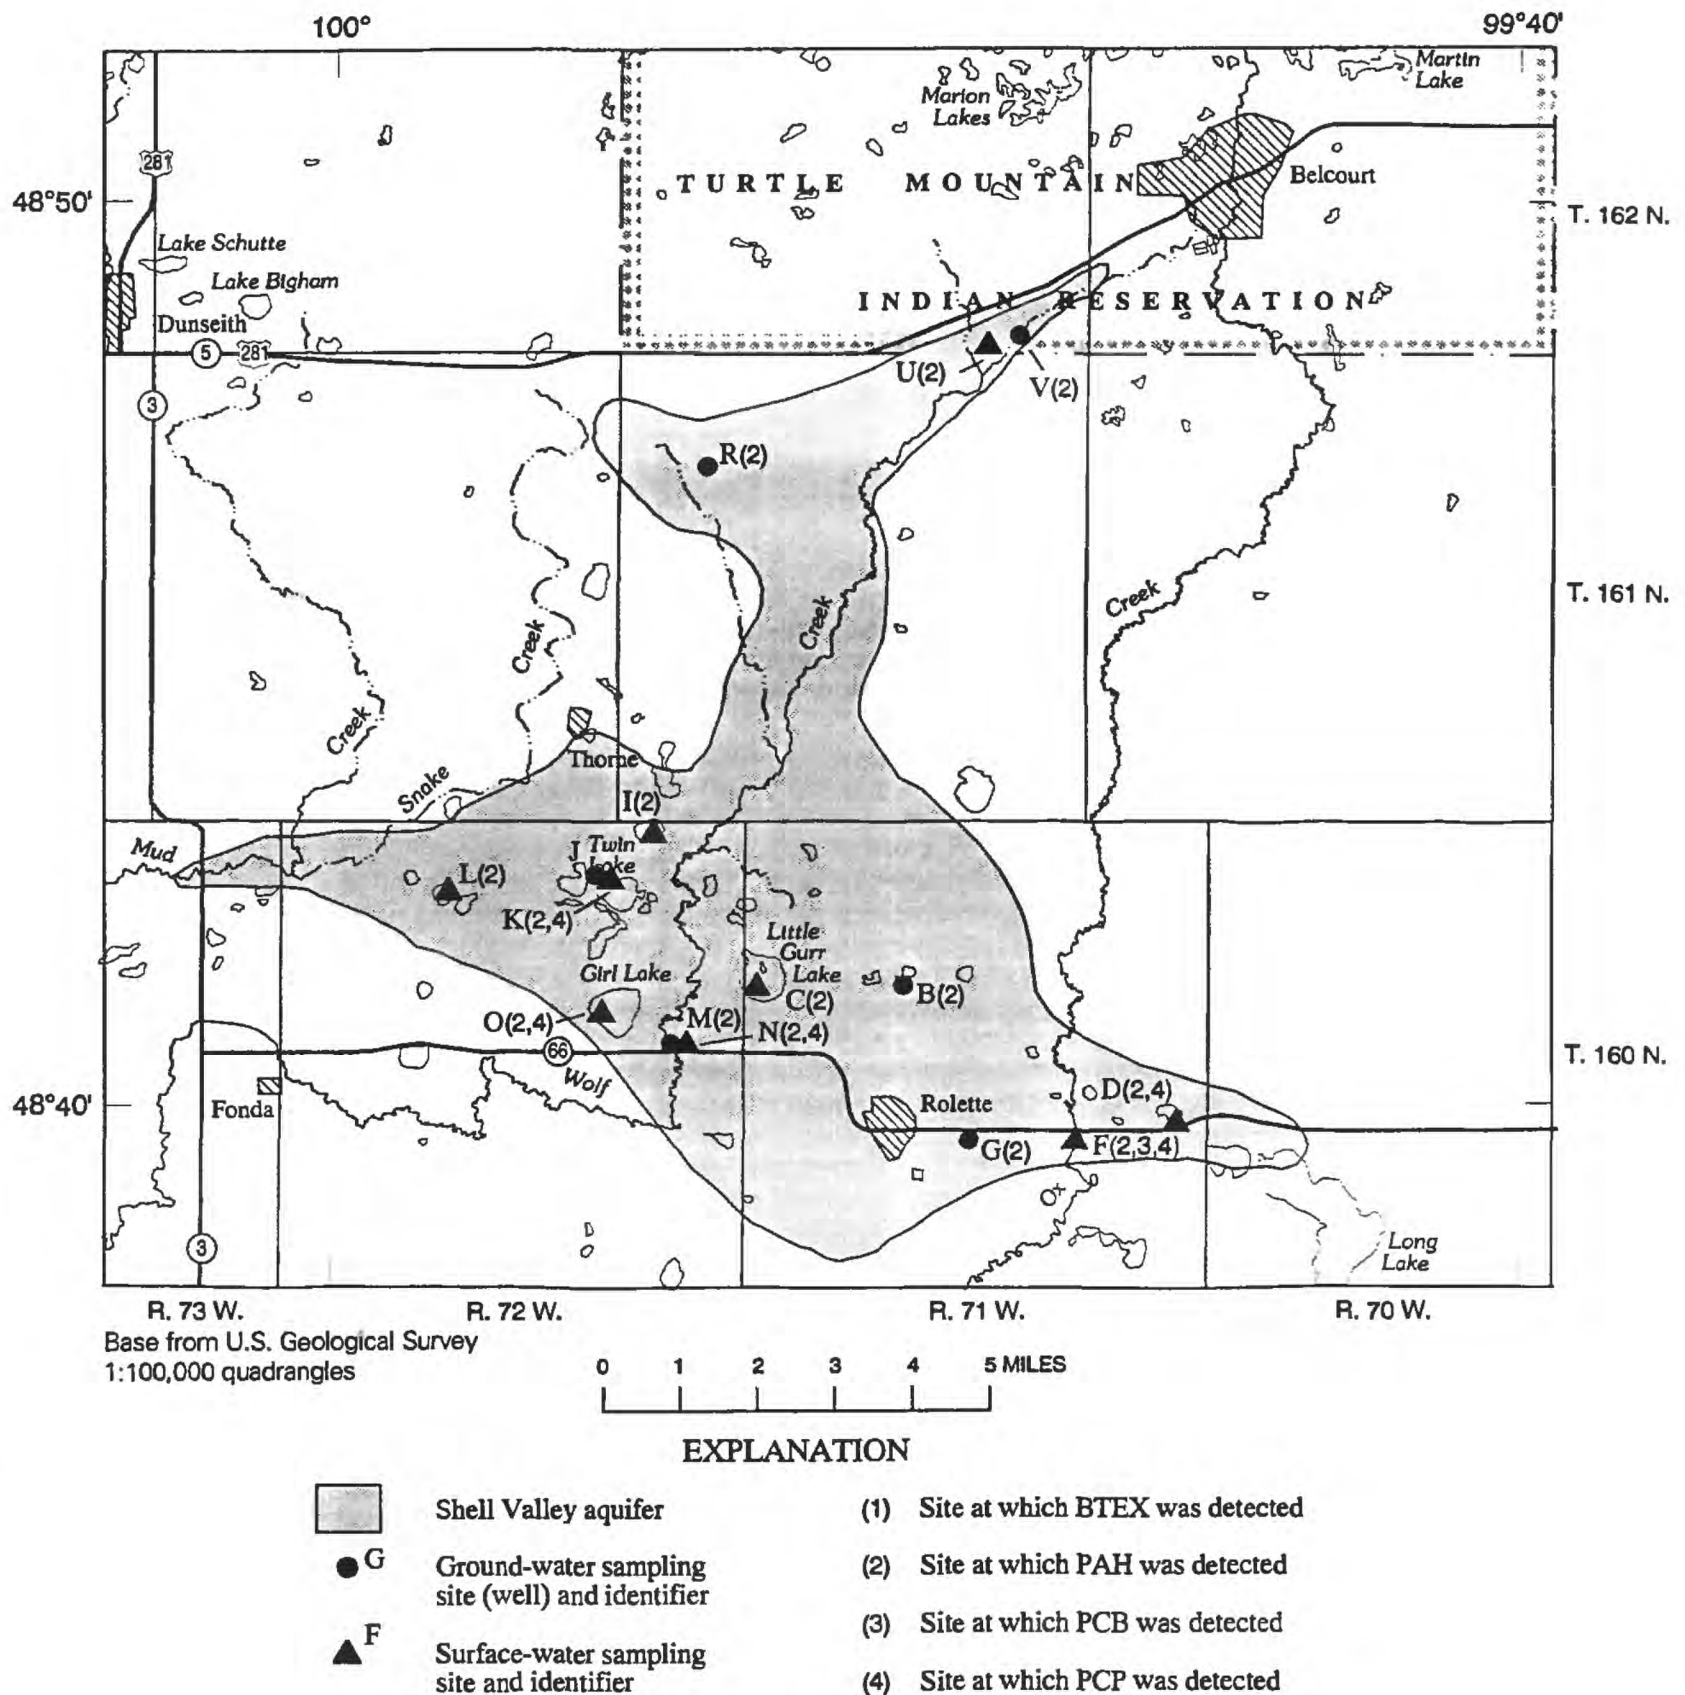 100°
99°40'
Martin
Lake
Marion
Lakes
281
TURTLE MOUNTAIN
Belcourt
48°50'
T. 162 N.
Lake Schutte
Lake Bigham
INDIAN RESERVATION
Dunseith
5
281
U(2)
V(2)
3
R(2)
T. 161 N.
Creek
Creek
Creek
Creek
Thorne
Snake
I(2)
Mud
J
Twin
Lake
L(2)
K(2,4)
Little
Gurr
Lake
Girl Lake
C(2)
B(2)
O(2,4)
M(2)
N(2,4)
66
T. 160 N.
Wolf
D(2,4)
48°40'
Fonda
Rolette
F(2,3,4)
G(2)
Ox
3
Long
Lake
R. 73 W.
R. 72 W.
R. 71 W.
R. 70 W.
Base from U.S. Geological Survey
1:100,000 quadrangles
0 1 2 3 4 5 MILES
EXPLANATION
Shell Valley aquifer
G
Ground-water sampling
site (well) and identifier
F
Surface-water sampling
site and identifier
(1) Site at which BTEX was detected
(2) Site at which PAH was detected
(3) Site at which PCB was detected
(4) Site at which PCP was detected